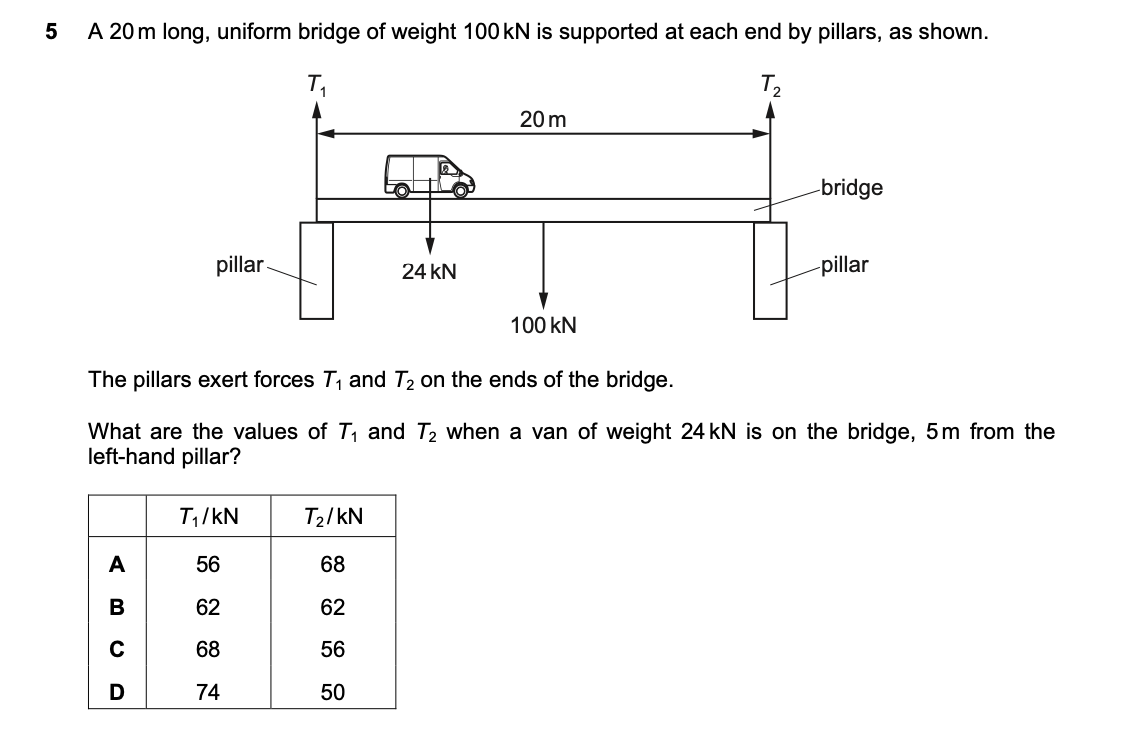 5 A 20 m long, uniform bridge of weight 100 kN is supported at each end by pillars, as shown.
T1 T2
20 m
bridge
pillar 24 kN pillar
100 kN
The pillars exert forces T1 and T2 on the ends of the bridge.
What are the values of T1 and T2 when a van of weight 24 kN is on the bridge, 5 m from the
left-hand pillar?
T1 / kN T2 / kN
A 56 68
B 62 62
C 68 56
D 74 50